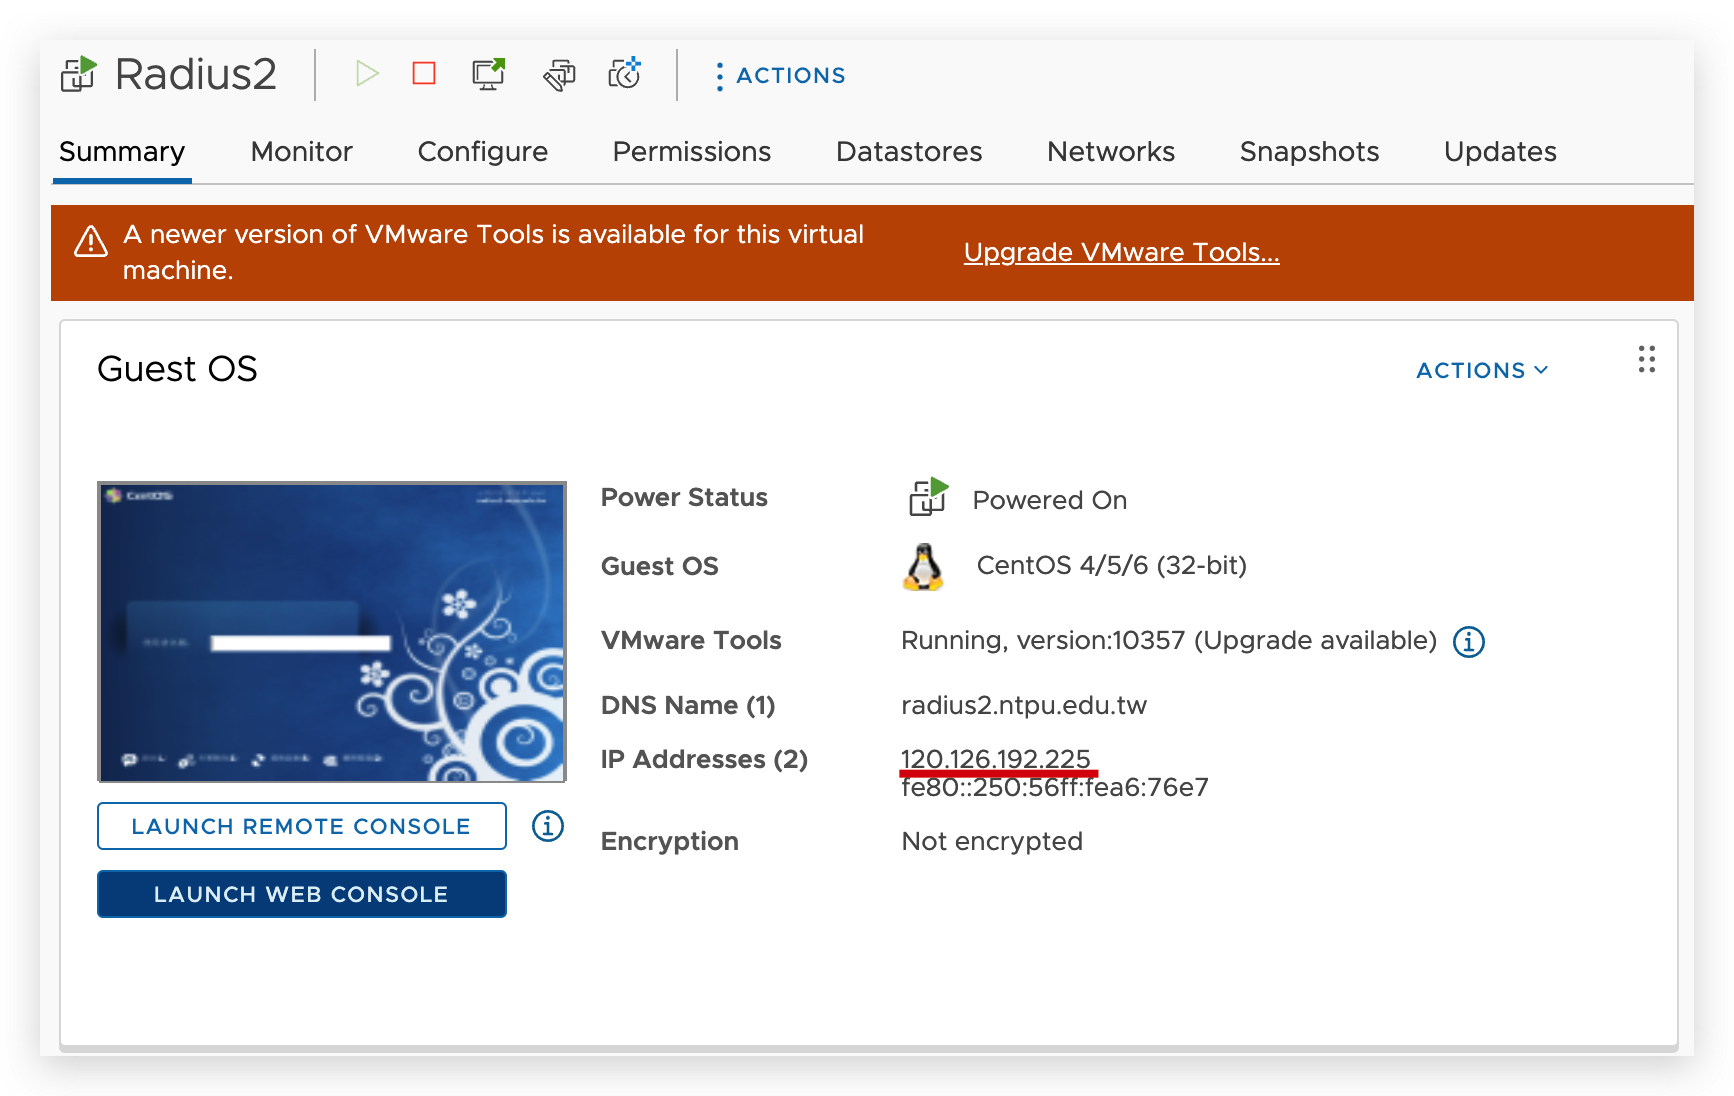 Radius2
ACTIONS
Summary Monitor Configure Permissions Datastores Networks Snapshots Updates
A newer version of VMware Tools is available for this virtual
machine.
Upgrade VMware Tools...
Guest OS
ACTIONS
CentOS
Power Status Powered On
Guest OS CentOS 4/5/6 (32-bit)
VMware Tools Running, version:10357 (Upgrade available)
DNS Name (1) radius2.ntpu.edu.tw
IP Addresses (2) 120.126.192.225
fe80::250:56ff:fea6:76e7
Encryption Not encrypted
LAUNCH REMOTE CONSOLE
LAUNCH WEB CONSOLE